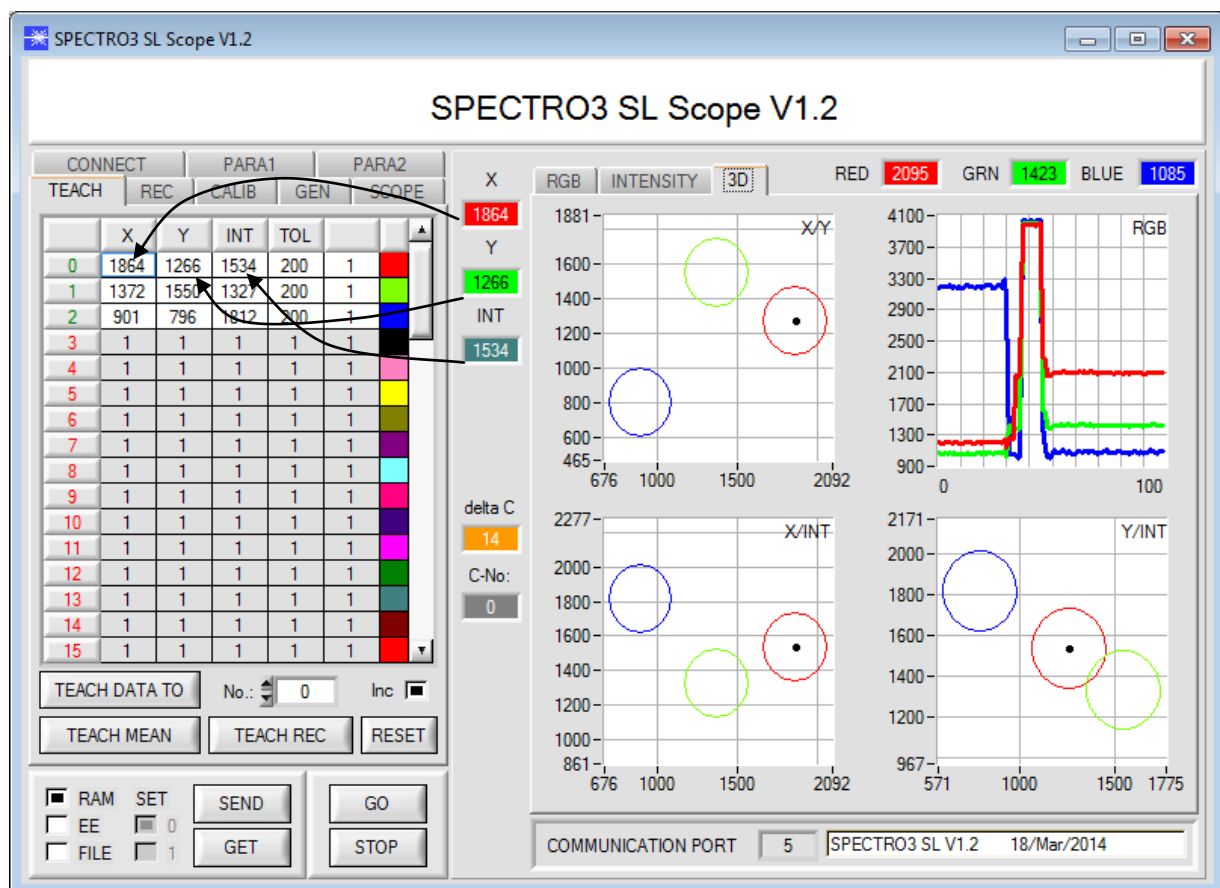 SPECTRO3 SL Scope V1.2
SPECTRO3 SL Scope V1.2
CONNECT PARA1 PARA2
TEACH REC CALIB GEN SCOPE
X Y INT TOL
0 1864 1266 1534 200 1
1 1372 1550 1327 200 1
2 901 796 1812 200 1
3 1 1 1 1 1
4 1 1 1 1 1
5 1 1 1 1 1
6 1 1 1 1 1
7 1 1 1 1 1
8 1 1 1 1 1
9 1 1 1 1 1
10 1 1 1 1 1
11 1 1 1 1 1
12 1 1 1 1 1
13 1 1 1 1 1
14 1 1 1 1 1
15 1 1 1 1 1
TEACH DATA TO No.: 0 Inc
TEACH MEAN TEACH REC RESET
RAM SET SEND GO
EE 0
FILE 1 GET STOP
X
1864
Y
1266
INT
1534
delta C
14
C-No:
0
RGB INTENSITY 3D RED 2095 GRN 1423 BLUE 1085
X/Y
1881
1600
1400
1200
1000
800
600
465
676 1000 1500 2092
RGB
4100
3700
3300
2900
2500
2100
1700
1300
900
0 100
X/INT
2277
2000
1800
1600
1400
1200
1000
861
676 1000 1500 2092
Y/INT
2171
2000
1800
1600
1400
1200
967
571 1000 1500 1775
COMMUNICATION PORT 5 SPECTRO3 SL V1.2 18/Mar/2014